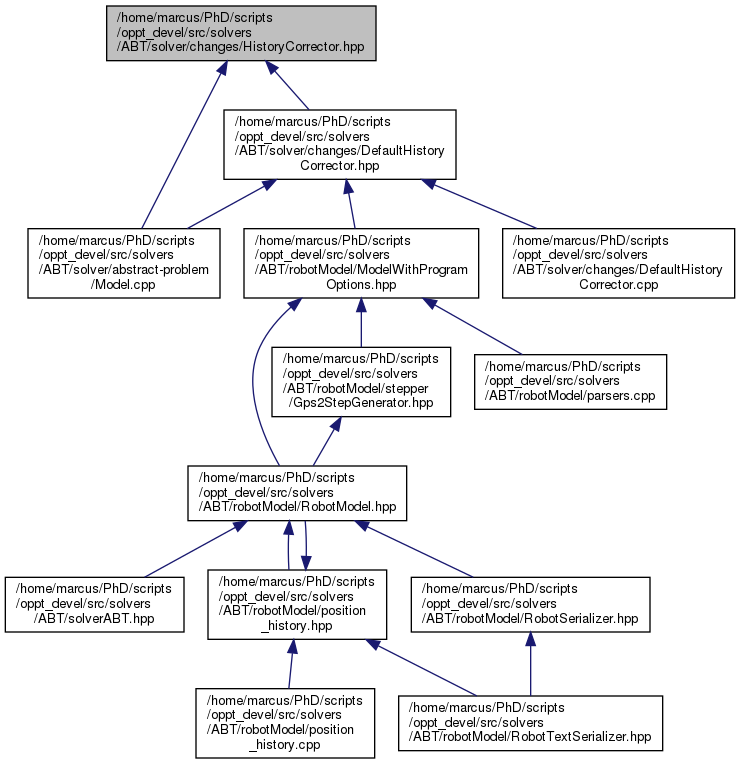 /home/marcus/PhD/scripts
/oppt_devel/src/solvers
/ABT/solver/changes/HistoryCorrector.hpp
/home/marcus/PhD/scripts
/oppt_devel/src/solvers
/ABT/solver/changes/DefaultHistory
Corrector.hpp
/home/marcus/PhD/scripts
/oppt_devel/src/solvers
/ABT/solver/abstract-problem
/Model.cpp
/home/marcus/PhD/scripts
/oppt_devel/src/solvers
/ABT/robotModel/ModelWithProgram
Options.hpp
/home/marcus/PhD/scripts
/oppt_devel/src/solvers
/ABT/solver/changes/DefaultHistory
Corrector.cpp
/home/marcus/PhD/scripts
/oppt_devel/src/solvers
/ABT/robotModel/stepper
/Gps2StepGenerator.hpp
/home/marcus/PhD/scripts
/oppt_devel/src/solvers
/ABT/robotModel/parsers.cpp
/home/marcus/PhD/scripts
/oppt_devel/src/solvers
/ABT/robotModel/RobotModel.hpp
/home/marcus/PhD/scripts
/oppt_devel/src/solvers
/ABT/solverABT.hpp
/home/marcus/PhD/scripts
/oppt_devel/src/solvers
/ABT/robotModel/position
_history.hpp
/home/marcus/PhD/scripts
/oppt_devel/src/solvers
/ABT/robotModel/RobotSerializer.hpp
/home/marcus/PhD/scripts
/oppt_devel/src/solvers
/ABT/robotModel/position
_history.cpp
/home/marcus/PhD/scripts
/oppt_devel/src/solvers
/ABT/robotModel/RobotTextSerializer.hpp